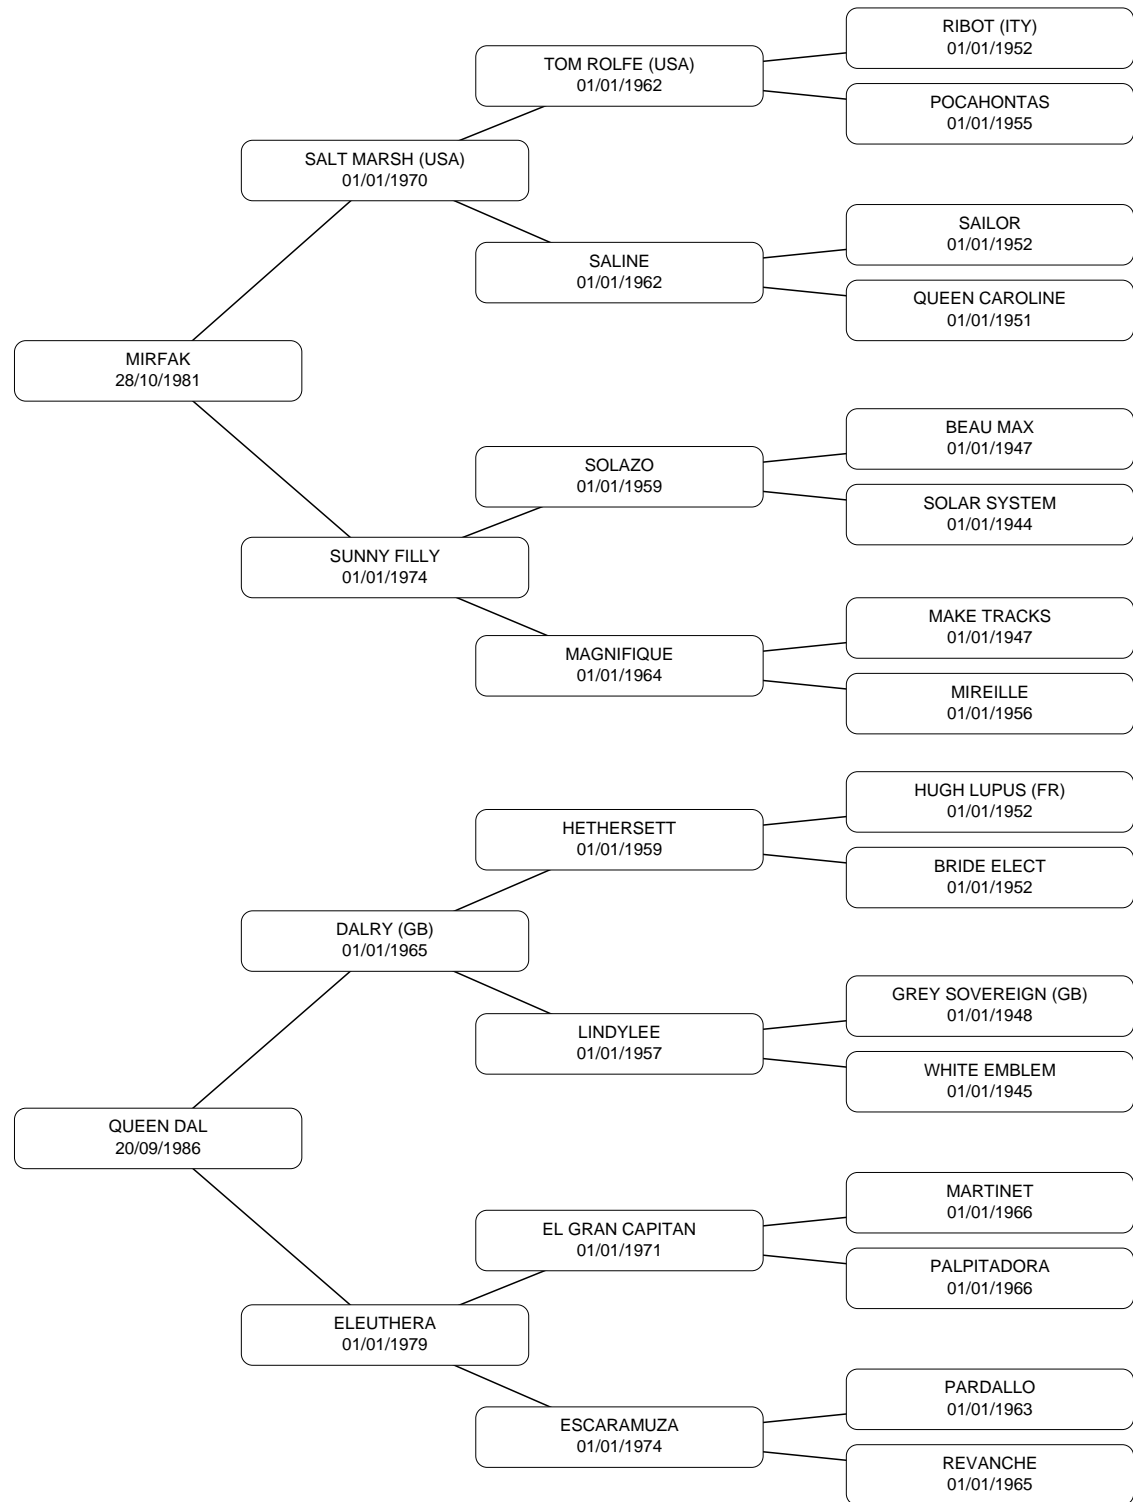 RIBOT (ITY)
01/01/1952
TOM ROLFE (USA)
01/01/1962
POCAHONTAS
01/01/1955
SALT MARSH (USA)
01/01/1970
SAILOR
01/01/1952
SALINE
01/01/1962
QUEEN CAROLINE
01/01/1951
MIRFAK
28/10/1981
BEAU MAX
01/01/1947
SOLAZO
01/01/1959
SOLAR SYSTEM
01/01/1944
SUNNY FILLY
01/01/1974
MAKE TRACKS
01/01/1947
MAGNIFIQUE
01/01/1964
MIREILLE
01/01/1956
HUGH LUPUS (FR)
01/01/1952
HETHERSETT
01/01/1959
BRIDE ELECT
01/01/1952
DALRY (GB)
01/01/1965
GREY SOVEREIGN (GB)
01/01/1948
LINDYLEE
01/01/1957
WHITE EMBLEM
01/01/1945
QUEEN DAL
20/09/1986
MARTINET
01/01/1966
EL GRAN CAPITAN
01/01/1971
PALPITADORA
01/01/1966
ELEUTHERA
01/01/1979
PARDALLO
01/01/1963
ESCARAMUZA
01/01/1974
REVANCHE
01/01/1965